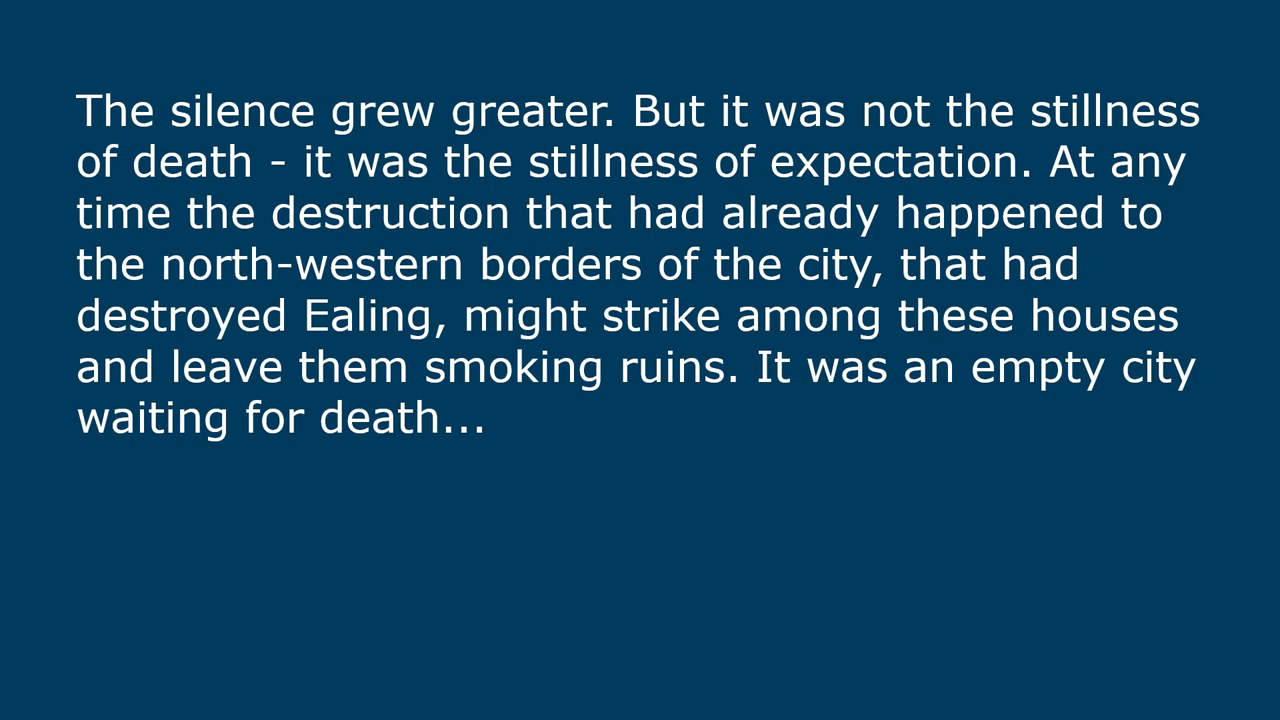 The silence grew greater. But it was not the stillness
of death - it was the stillness of expectation. At any
time the destruction that had already happened to
the north-western borders of the city, that had
destroyed Ealing, might strike among these houses
and leave them smoking ruins. It was an empty city
waiting for death...